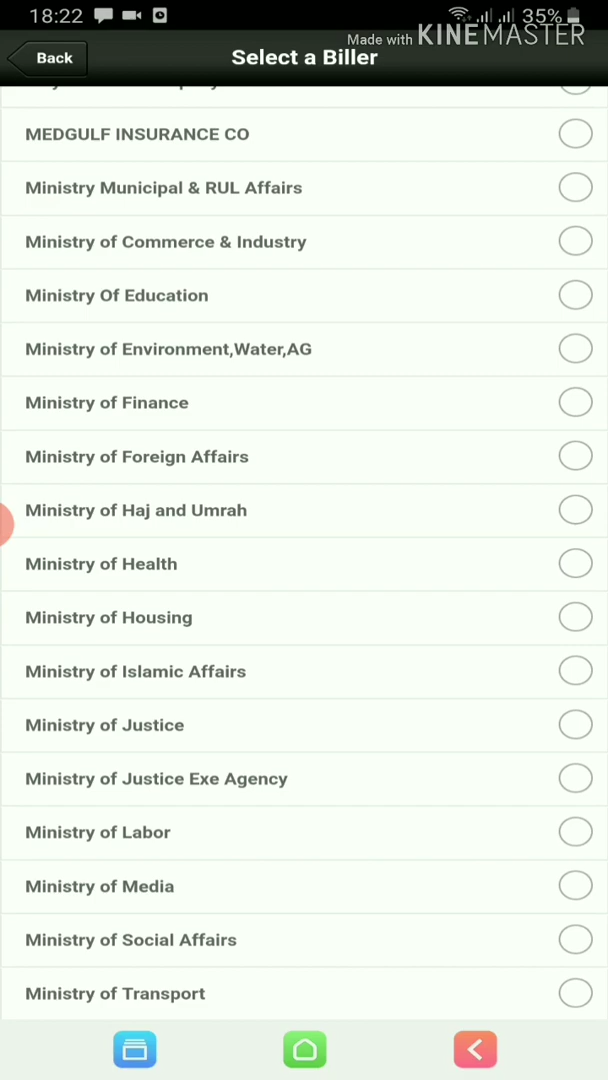 18:22
35%
Made with KINEMASTER
Back
Select a Biller
MEDGULF INSURANCE CO
Ministry Municipal & RUL Affairs
Ministry of Commerce & Industry
Ministry Of Education
Ministry of Environment,Water,AG
Ministry of Finance
Ministry of Foreign Affairs
Ministry of Haj and Umrah
Ministry of Health
Ministry of Housing
Ministry of Islamic Affairs
Ministry of Justice
Ministry of Justice Exe Agency
Ministry of Labor
Ministry of Media
Ministry of Social Affairs
Ministry of Transport